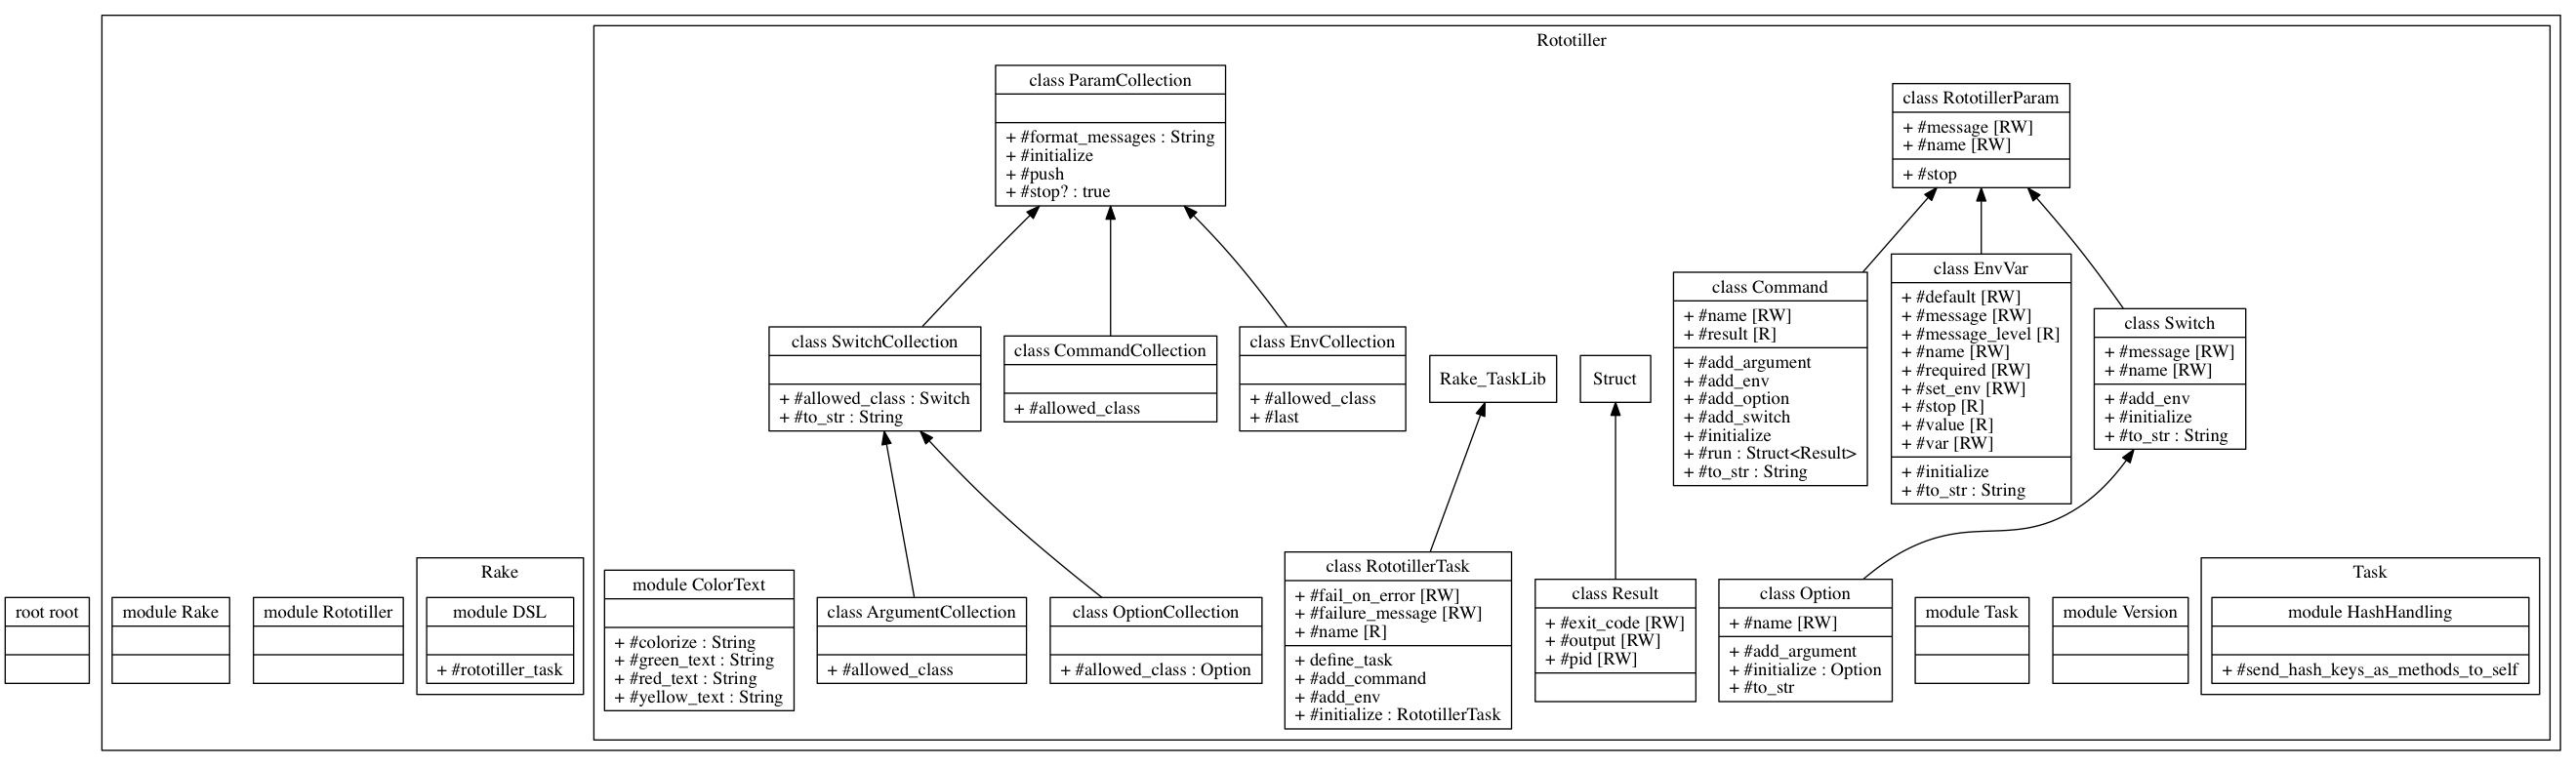 Rototiller
class ParamCollection
+ #format_messages : String
+ #initialize
+ #push
+ #stop? : true
class RototillerParam
+ #message [RW]
+ #name [RW]
+ #stop
class SwitchCollection
+ #allowed_class : Switch
+ #to_str : String
class CommandCollection
+ #allowed_class
class EnvCollection
+ #allowed_class
+ #last
Rake_TaskLib
Struct
class Command
+ #name [RW]
+ #result [R]
+ #add_argument
+ #add_env
+ #add_option
+ #add_switch
+ #initialize
+ #run : Struct<Result>
+ #to_str : String
class EnvVar
+ #default [RW]
+ #message [RW]
+ #message_level [R]
+ #name [RW]
+ #required [RW]
+ #set_env [RW]
+ #stop [R]
+ #value [R]
+ #var [RW]
+ #initialize
+ #to_str : String
class Switch
+ #message [RW]
+ #name [RW]
+ #add_env
+ #initialize
+ #to_str : String
root root
module Rake
module Rototiller
Rake
module DSL
+ #rototiller_task
module ColorText
+ #colorize : String
+ #green_text : String
+ #red_text : String
+ #yellow_text : String
class ArgumentCollection
+ #allowed_class
class OptionCollection
+ #allowed_class : Option
class RototillerTask
+ #fail_on_error [RW]
+ #failure_message [RW]
+ #name [R]
+ define_task
+ #add_command
+ #add_env
+ #initialize : RototillerTask
class Result
+ #exit_code [RW]
+ #output [RW]
+ #pid [RW]
class Option
+ #name [RW]
+ #add_argument
+ #initialize : Option
+ #to_str
module Task
module Version
Task
module HashHandling
+ #send_hash_keys_as_methods_to_self